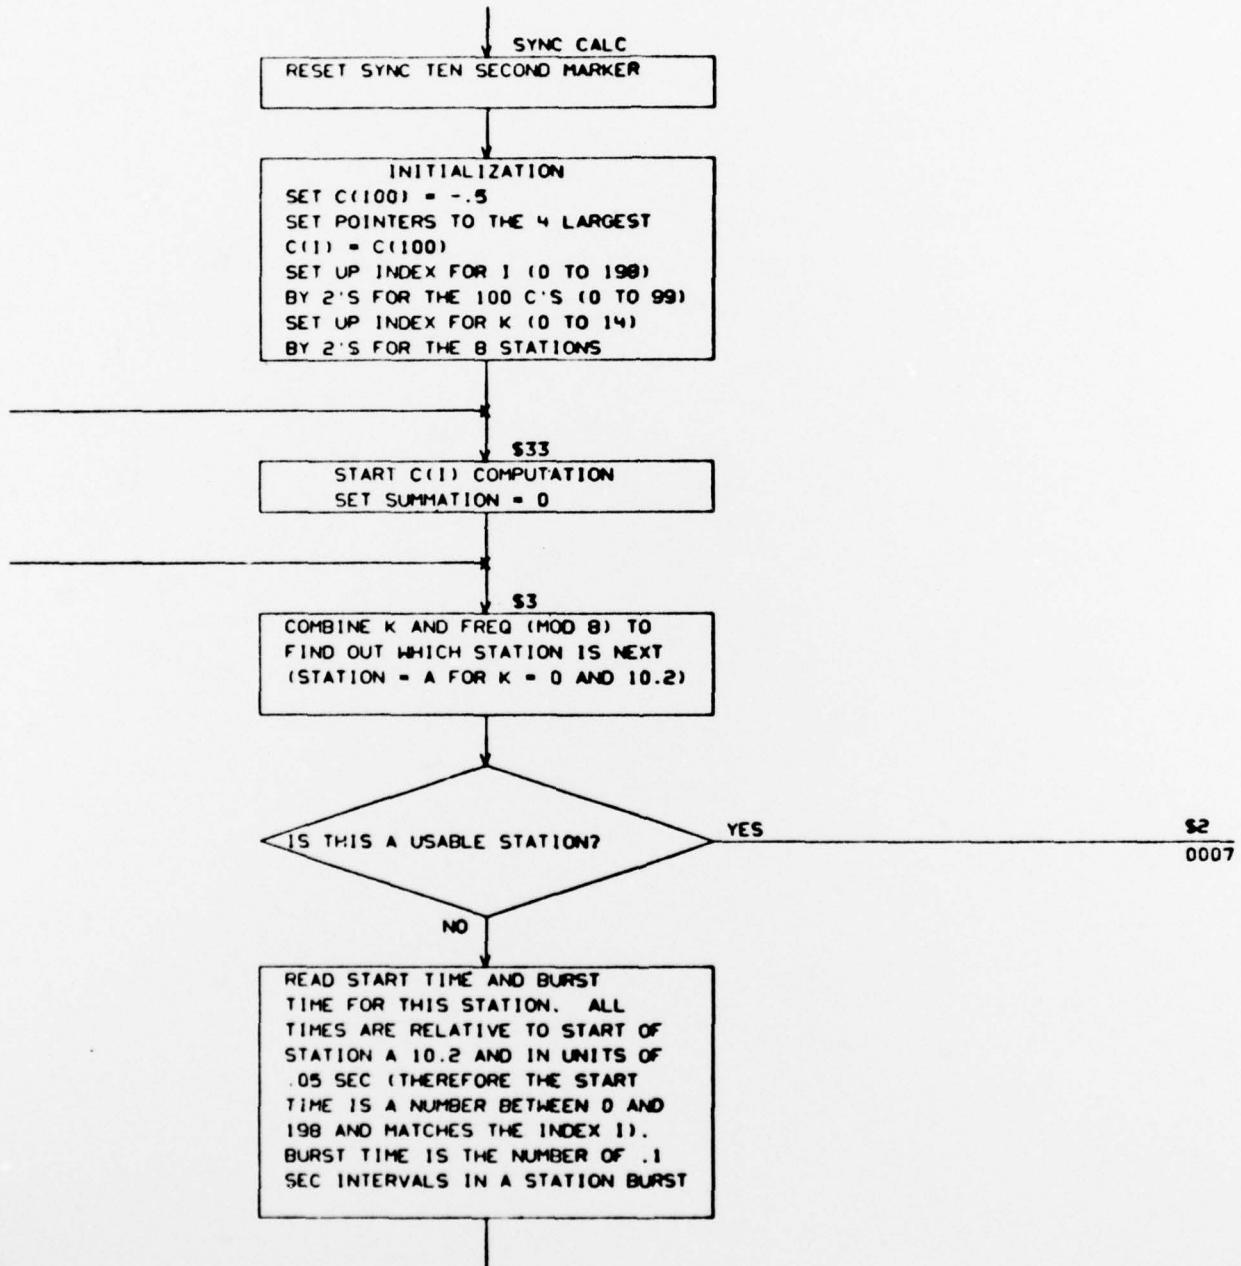 SYNC CALC
RESET SYNC TEN SECOND MARKER
INITIALIZATION
SET C(100) = -.5
SET POINTERS TO THE 4 LARGEST
C(I) = C(100)
SET UP INDEX FOR I (0 TO 198)
BY 2'S FOR THE 100 C'S (0 TO 99)
SET UP INDEX FOR K (0 TO 14)
BY 2'S FOR THE 8 STATIONS
$33
START C(I) COMPUTATION
SET SUMMATION = 0
$3
COMBINE K AND FREQ (MOD 8) TO
FIND OUT WHICH STATION IS NEXT
(STATION = A FOR K = 0 AND 10.2)
IS THIS A USABLE STATION?
YES
$2
0007
NO
READ START TIME AND BURST
TIME FOR THIS STATION. ALL
TIMES ARE RELATIVE TO START OF
STATION A 10.2 AND IN UNITS OF
.05 SEC (THEREFORE THE START
TIME IS A NUMBER BETWEEN 0 AND
198 AND MATCHES THE INDEX I).
BURST TIME IS THE NUMBER OF .1
SEC INTERVALS IN A STATION BURST